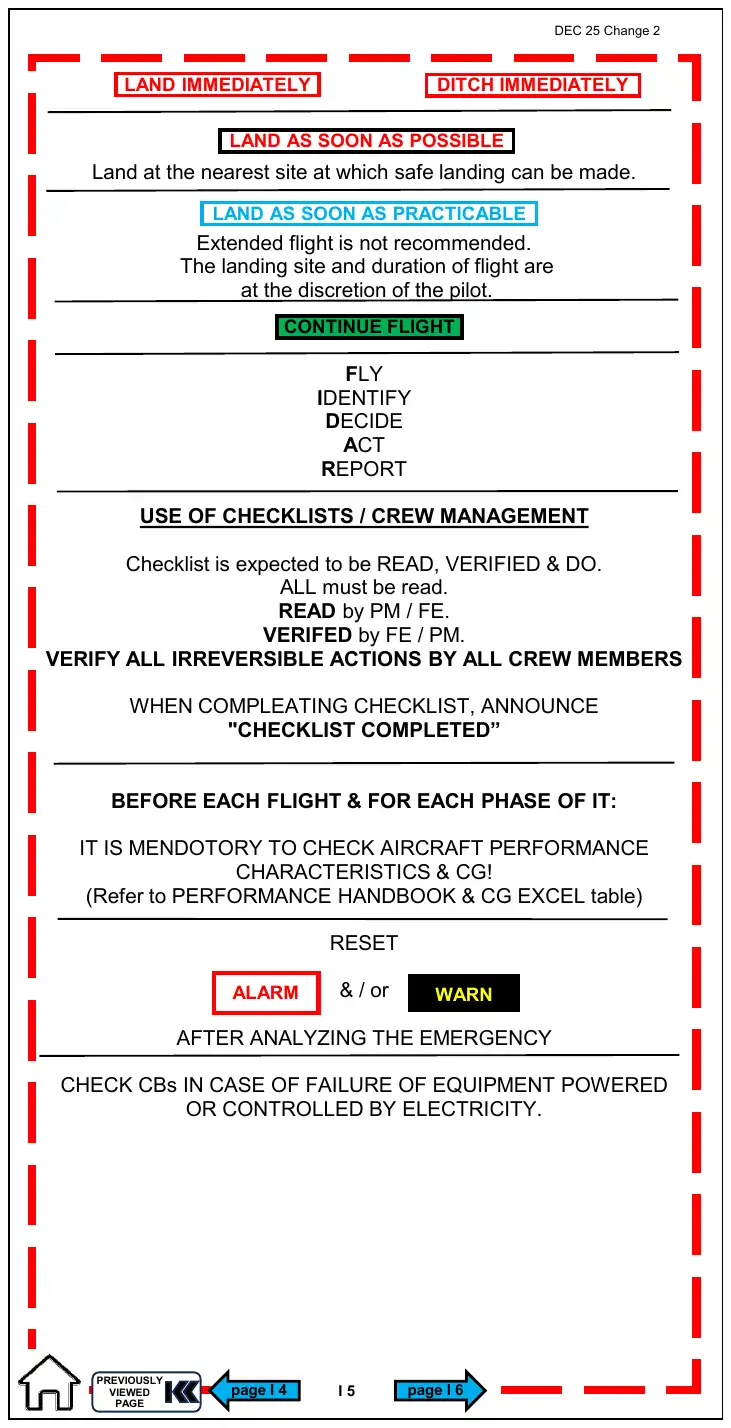 DEC 25 Change 2
LAND IMMEDIATELY DITCH IMMEDIATELY
LAND AS SOON AS POSSIBLE
Land at the nearest site at which safe landing can be made.
LAND AS SOON AS PRACTICABLE
Extended flight is not recommended.
The landing site and duration of flight are
at the discretion of the pilot.
CONTINUE FLIGHT
FLY
IDENTIFY
DECIDE
ACT
REPORT
USE OF CHECKLISTS / CREW MANAGEMENT
Checklist is expected to be READ, VERIFIED & DO.
ALL must be read.
READ by PM / FE.
VERIFED by FE / PM.
VERIFY ALL IRREVERSIBLE ACTIONS BY ALL CREW MEMBERS
WHEN COMPLEATING CHECKLIST, ANNOUNCE
"CHECKLIST COMPLETED”
BEFORE EACH FLIGHT & FOR EACH PHASE OF IT:
IT IS MENDOTORY TO CHECK AIRCRAFT PERFORMANCE
CHARACTERISTICS & CG!
(Refer to PERFORMANCE HANDBOOK & CG EXCEL table)
RESET
ALARM & / or WARN
AFTER ANALYZING THE EMERGENCY
CHECK CBs IN CASE OF FAILURE OF EQUIPMENT POWERED
OR CONTROLLED BY ELECTRICITY.
PREVIOUSLY
VIEWED
PAGE
page I 4
I 5
page I 6